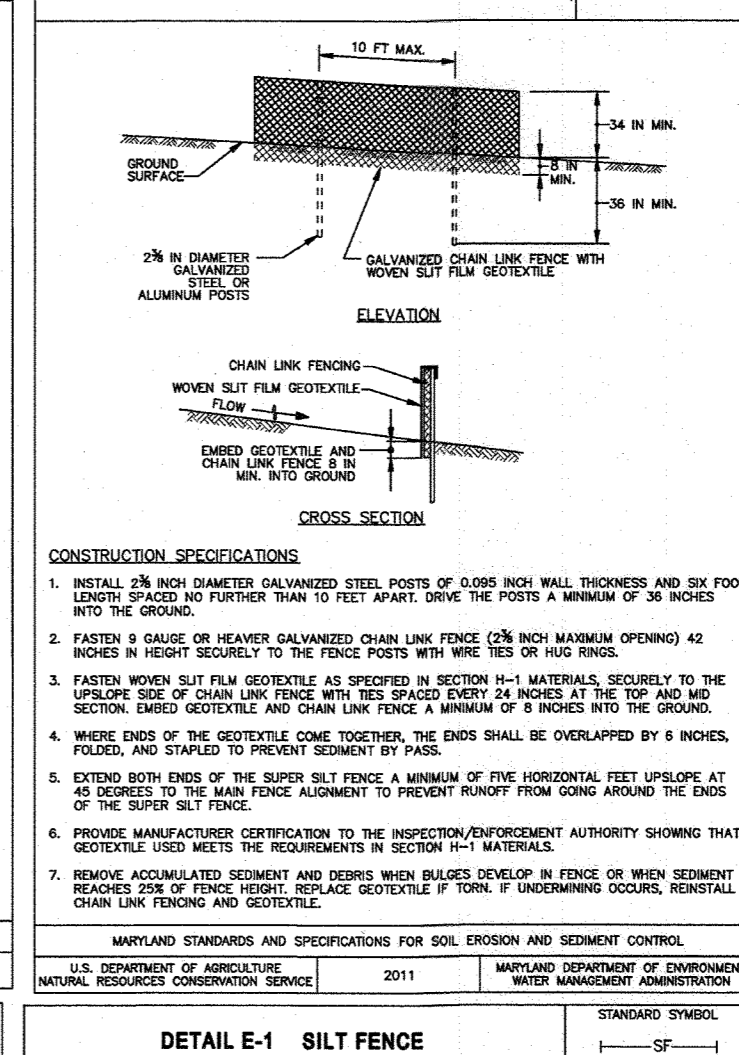 10 FT MAX.
34 IN MIN.
GROUND
SURFACE
8 IN
MIN.
36 IN MIN.
2⅜ IN DIAMETER
GALVANIZED
STEEL OR
ALUMINUM POSTS
GALVANIZED CHAIN LINK FENCE WITH
WOVEN SLIT FILM GEOTEXTILE
ELEVATION
CHAIN LINK FENCING
WOVEN SLIT FILM GEOTEXTILE
FLOW
EMBED GEOTEXTILE AND
CHAIN LINK FENCE 8 IN
MIN. INTO GROUND
CROSS SECTION
CONSTRUCTION SPECIFICATIONS
1. INSTALL 2⅜ INCH DIAMETER GALVANIZED STEEL POSTS OF 0.095 INCH WALL THICKNESS AND SIX FOO
LENGTH SPACED NO FURTHER THAN 10 FEET APART. DRIVE THE POSTS A MINIMUM OF 36 INCHES
INTO THE GROUND.
2. FASTEN 9 GAUGE OR HEAVIER GALVANIZED CHAIN LINK FENCE (2⅜ INCH MAXIMUM OPENING) 42
INCHES IN HEIGHT SECURELY TO THE FENCE POSTS WITH WIRE TIES OR HUG RINGS.
3. FASTEN WOVEN SLIT FILM GEOTEXTILE AS SPECIFIED IN SECTION H-1 MATERIALS, SECURELY TO THE
UPSLOPE SIDE OF CHAIN LINK FENCE WITH TIES SPACED EVERY 24 INCHES AT THE TOP AND MID
SECTION. EMBED GEOTEXTILE AND CHAIN LINK FENCE A MINIMUM OF 8 INCHES INTO THE GROUND.
4. WHERE ENDS OF THE GEOTEXTILE COME TOGETHER, THE ENDS SHALL BE OVERLAPPED BY 6 INCHES,
FOLDED, AND STAPLED TO PREVENT SEDIMENT BY PASS.
5. EXTEND BOTH ENDS OF THE SUPER SILT FENCE A MINIMUM OF FIVE HORIZONTAL FEET UPSLOPE AT
45 DEGREES TO THE MAIN FENCE ALIGNMENT TO PREVENT RUNOFF FROM GOING AROUND THE ENDS
OF THE SUPER SILT FENCE.
6. PROVIDE MANUFACTURER CERTIFICATION TO THE INSPECTION/ENFORCEMENT AUTHORITY SHOWING THAT
GEOTEXTILE USED MEETS THE REQUIREMENTS IN SECTION H-1 MATERIALS.
7. REMOVE ACCUMULATED SEDIMENT AND DEBRIS WHEN BULGES DEVELOP IN FENCE OR WHEN SEDIMENT
REACHES 25% OF FENCE HEIGHT. REPLACE GEOTEXTILE IF TORN. IF UNDERMINING OCCURS, REINSTALL
CHAIN LINK FENCING AND GEOTEXTILE.
MARYLAND STANDARDS AND SPECIFICATIONS FOR SOIL EROSION AND SEDIMENT CONTROL
U.S. DEPARTMENT OF AGRICULTURE
NATURAL RESOURCES CONSERVATION SERVICE
2011
MARYLAND DEPARTMENT OF ENVIRONMEN
WATER MANAGEMENT ADMINISTRATION
DETAIL E-1 SILT FENCE
STANDARD SYMBOL
SF